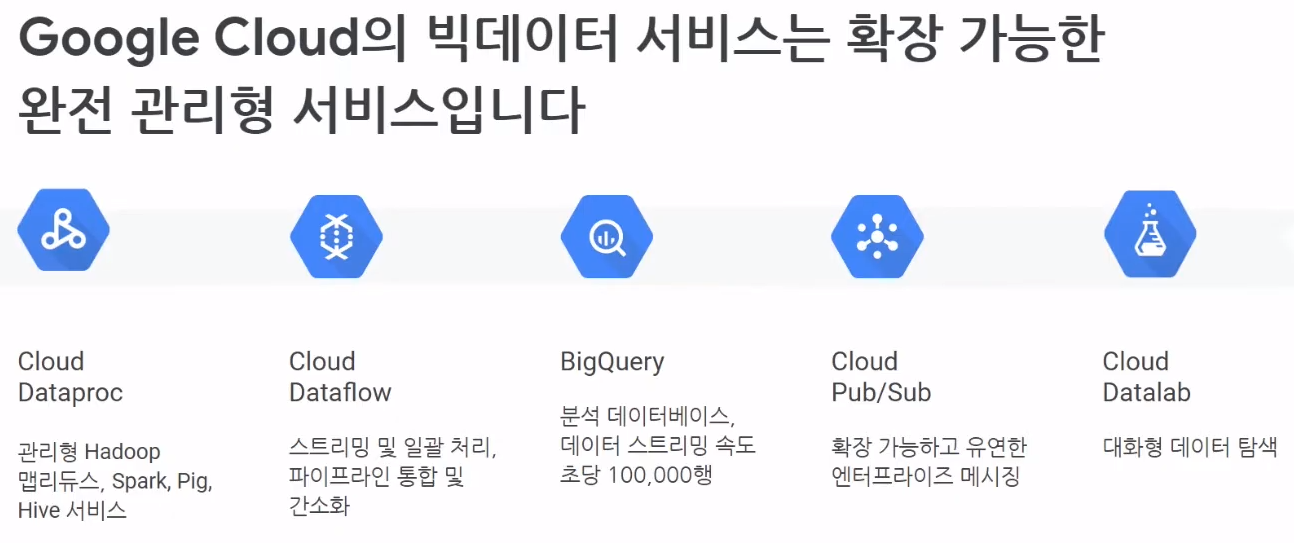 Google Cloud의 빅데이터 서비스는 확장 가능한
완전 관리형 서비스입니다
Cloud
Dataproc
관리형 Hadoop
맵리듀스, Spark, Pig,
Hive 서비스
Cloud
Dataflow
스트리밍 및 일괄 처리,
파이프라인 통합 및
간소화
BigQuery
분석 데이터베이스,
데이터 스트리밍 속도
초당 100,000행
Cloud
Pub/Sub
확장 가능하고 유연한
엔터프라이즈 메시징
Cloud
Datalab
대화형 데이터 탐색